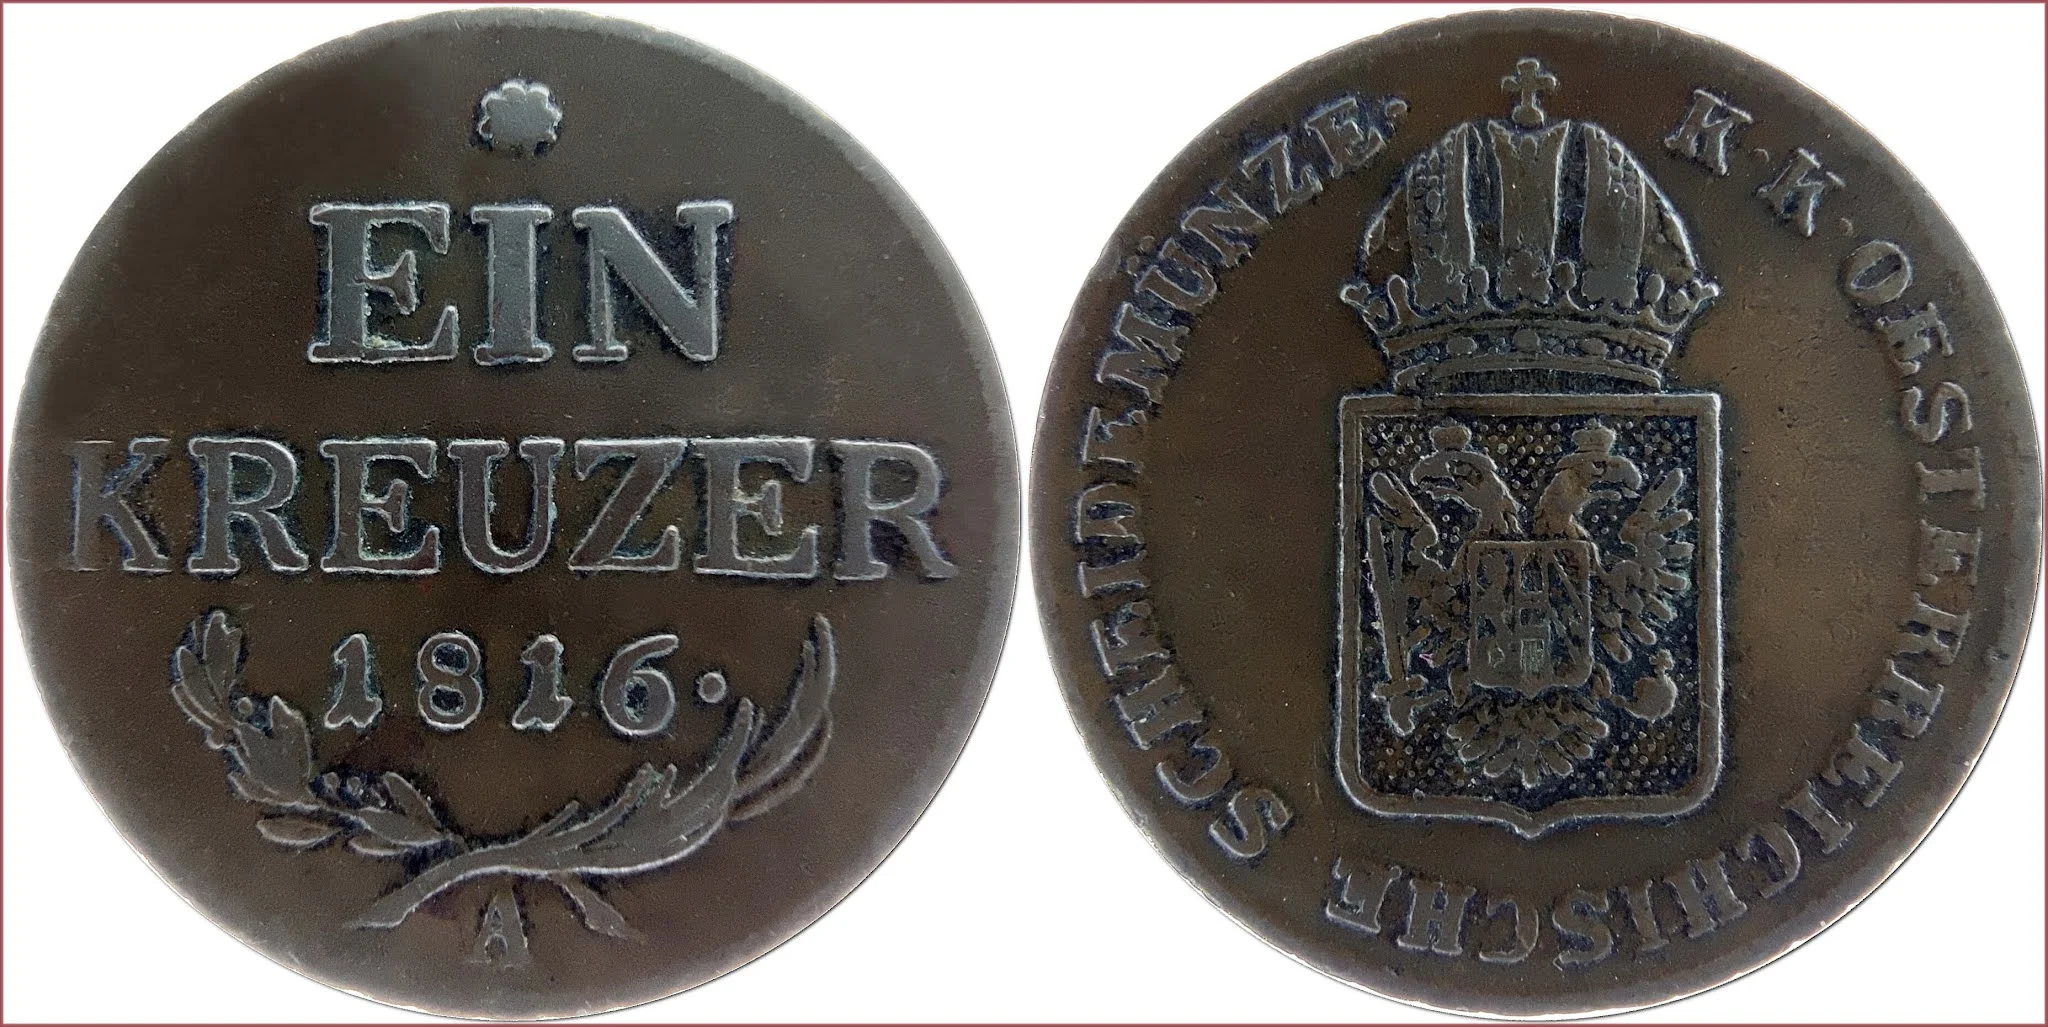 EIN
KREUZER
1816.
A
K·K·OESTERREICHISCHE SCHEIDEMÜNZE·